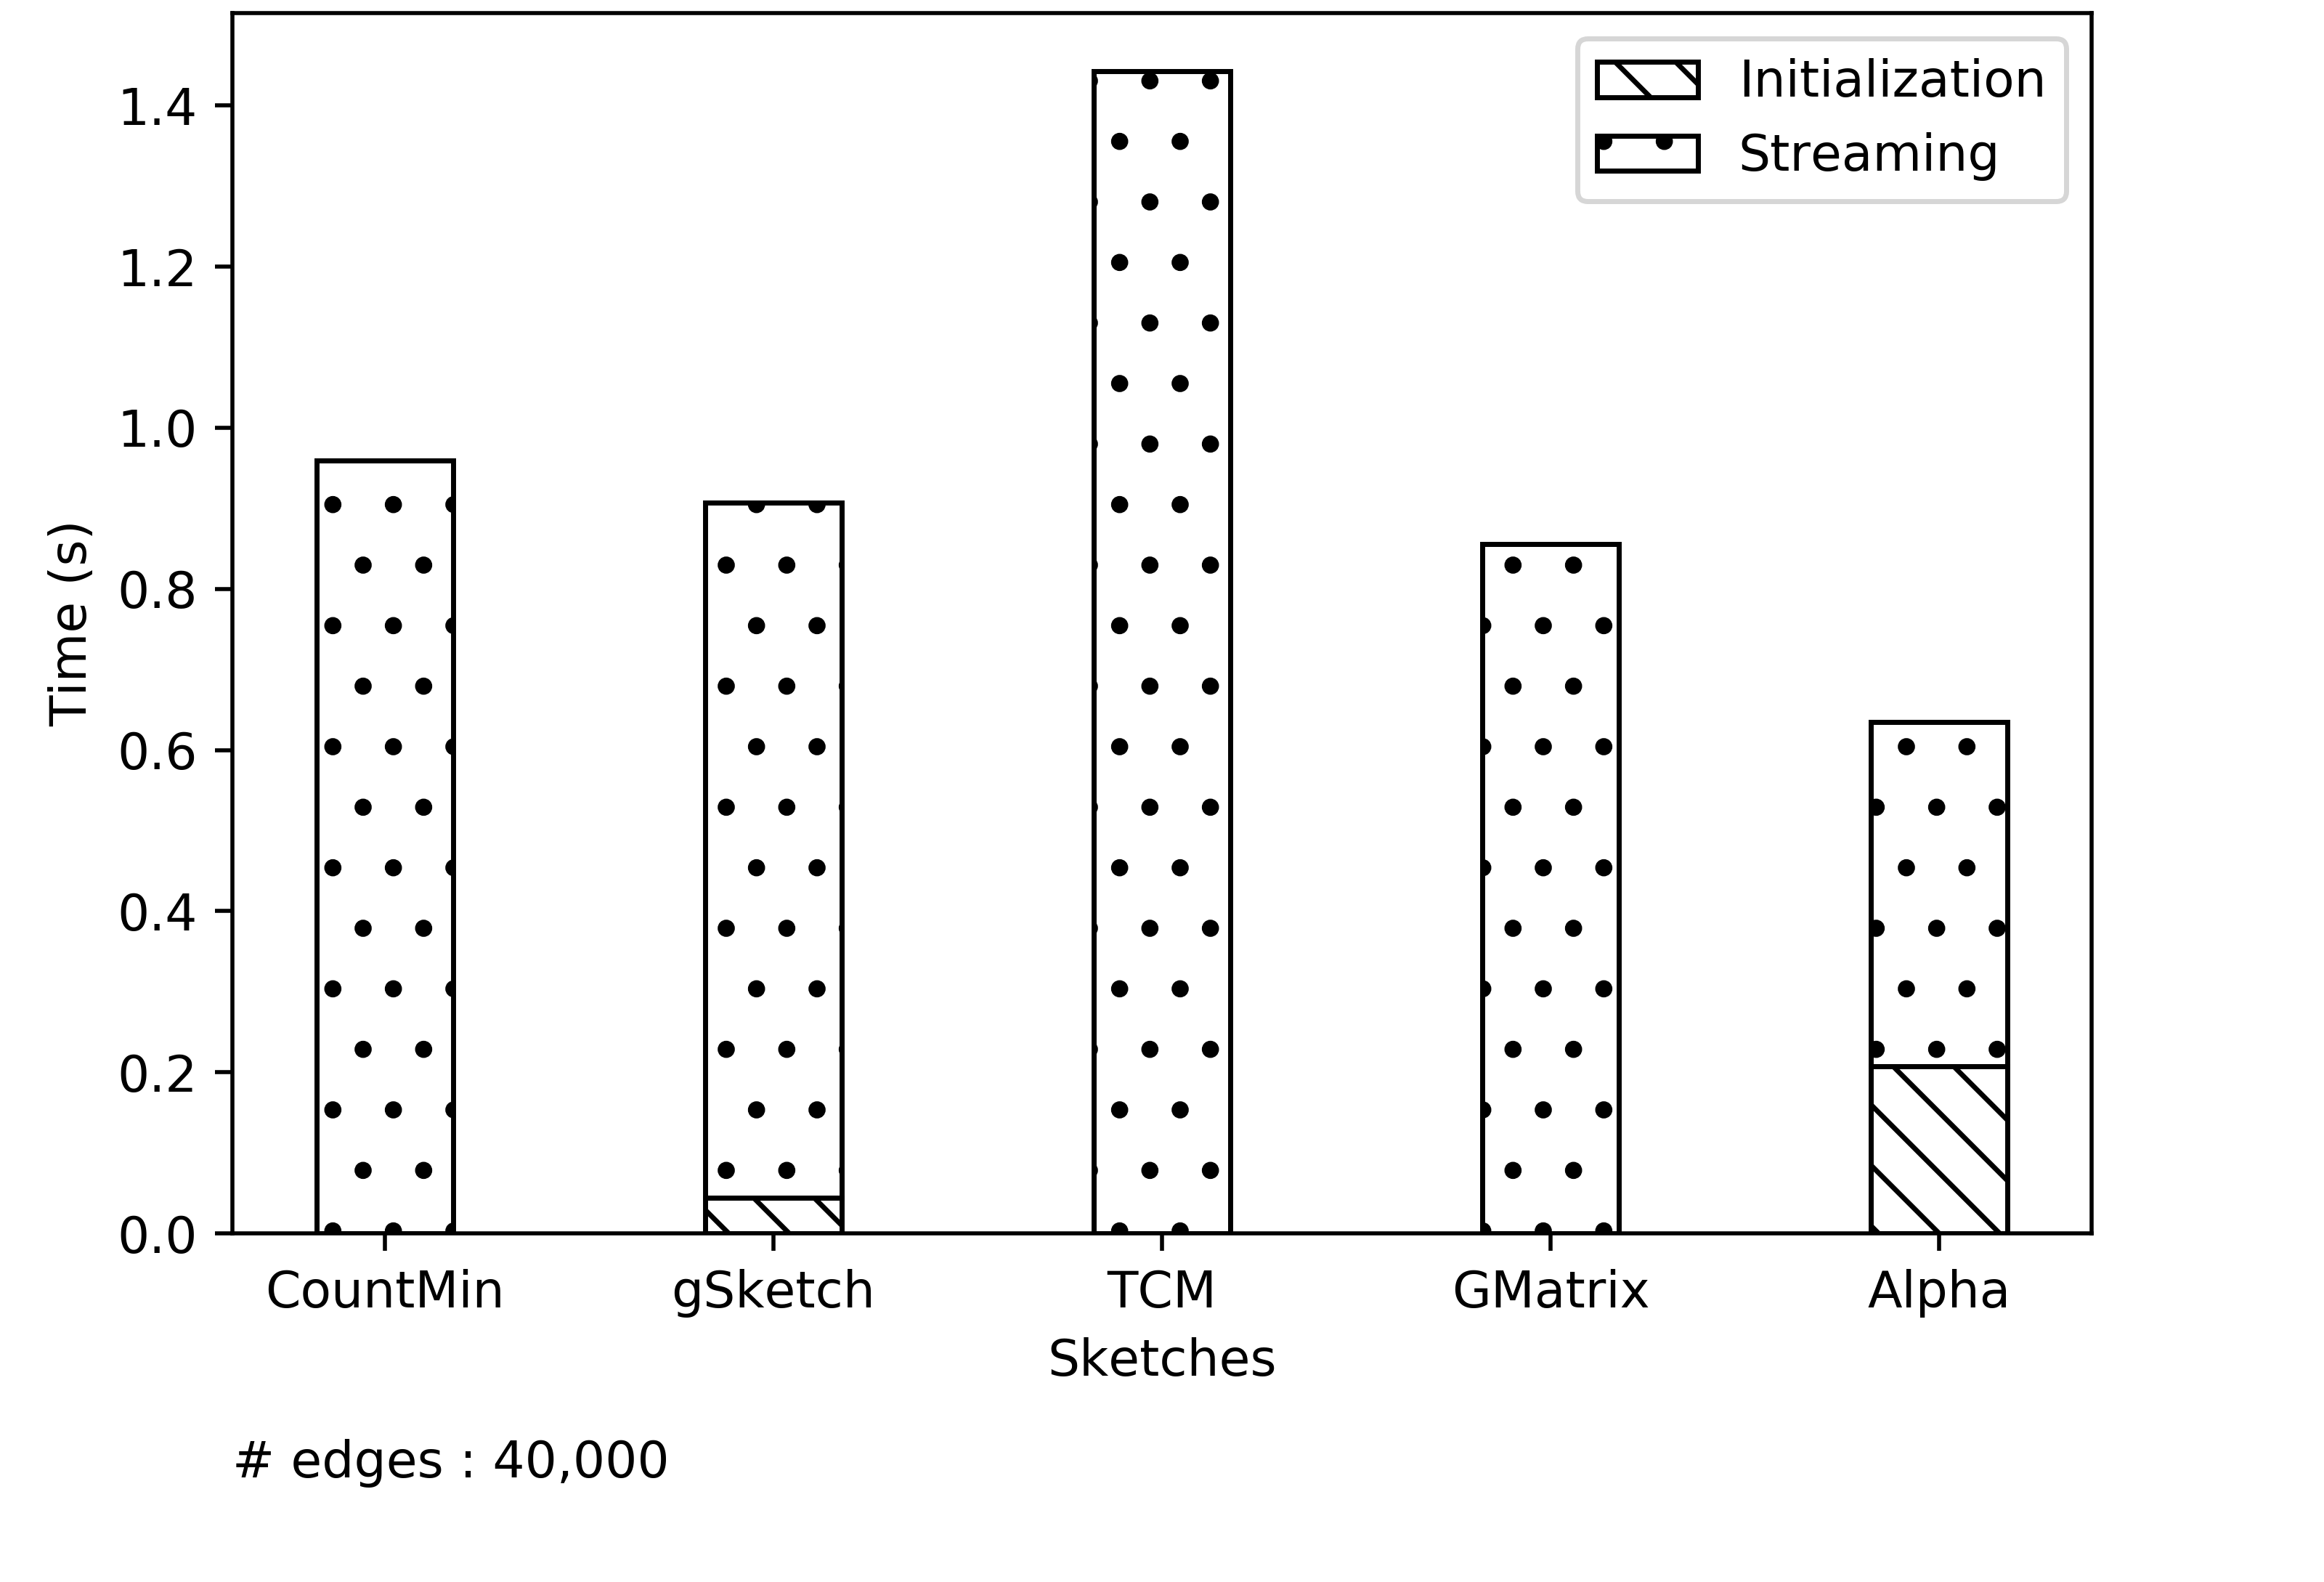 Initialization
Streaming
1.4
1.2
1.0
0.8
0.6
0.4
0.2
0.0
Time (s)
CountMin gSketch TCM GMatrix Alpha
Sketches
# edges : 40,000